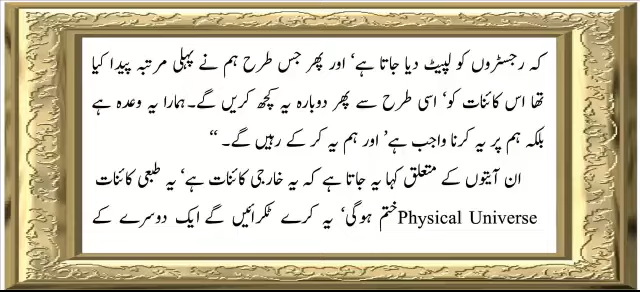 کہ رجسٹروں کو لپیٹ دیا جاتا ہے‘ اور پھر جس طرح ہم نے پہلی مرتبہ پیدا کیا
تھا اس کائنات کو‘ اسی طرح سے پھر دوبارہ یہ کچھ کریں گے۔ہمارا یہ وعدہ ہے
بلکہ ہم پر یہ کرنا واجب ہے‘ اور ہم یہ کر کے رہیں گے۔ “
ان آیتوں کے متعلق کہا یہ جاتا ہے کہ یہ خارجی کائنات ہے‘ یہ طبعی کائنات
Physical Universe ختم ہوگی‘ یہ کرے ٹکرائیں گے ایک دوسرے کے